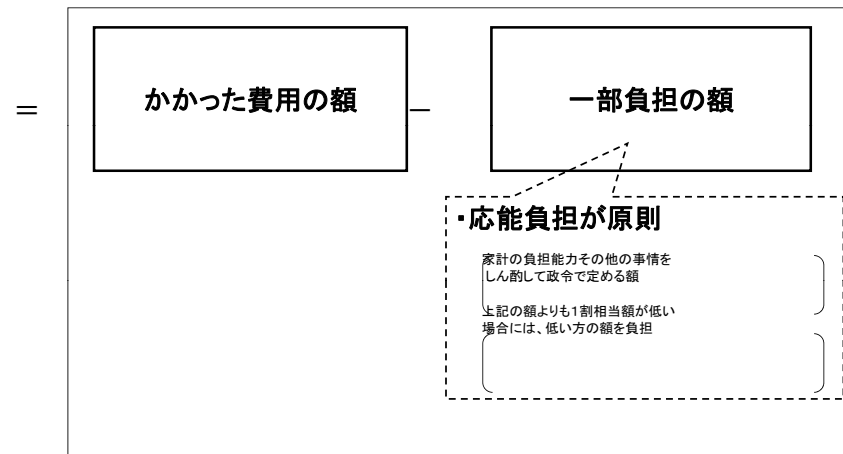 ＝
かかった費用の額
－
一部負担の額
・応能負担が原則
家計の負担能力その他の事情を
しん酌して政令で定める額
上記の額よりも1割相当額が低い
場合には、低い方の額を負担